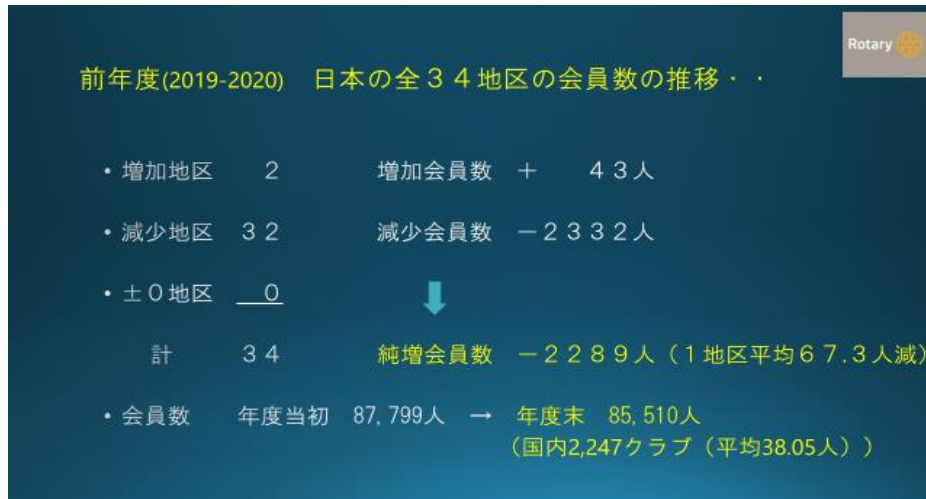 Rotary
前年度(2019-2020) 日本の全３４地区の会員数の推移・・
・増加地区 ２ 増加会員数 ＋ ４３人
・減少地区 ３２ 減少会員数 －２３３２人
・±０地区 ０
計 ３４ 純増会員数 －２２８９人（１地区平均６７.３人減）
・会員数 年度当初 87,799人 → 年度末 85,510人
（国内2,247クラブ（平均38.05人））